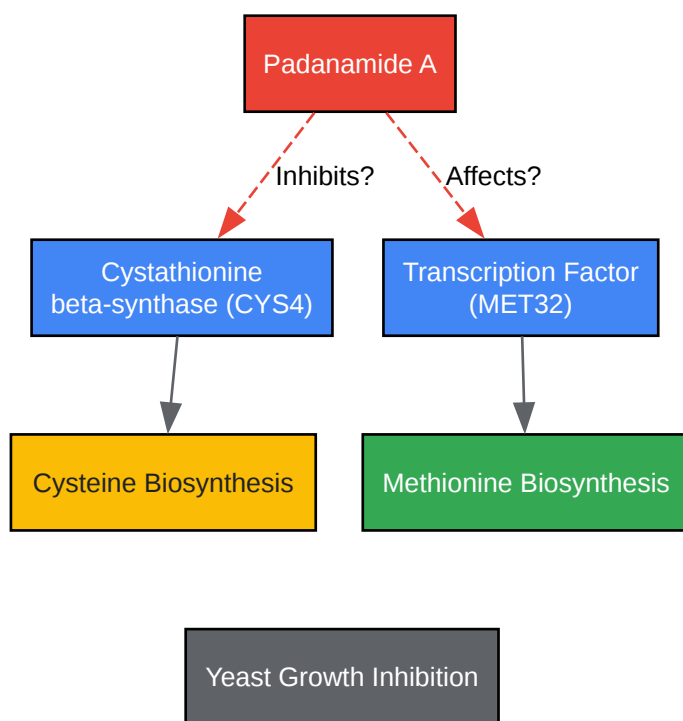 Padanamide A
Inhibits?
Affects?
Cystathionine
beta-synthase (CYS4)
Transcription Factor
(MET32)
Cysteine Biosynthesis
Methionine Biosynthesis
Yeast Growth Inhibition